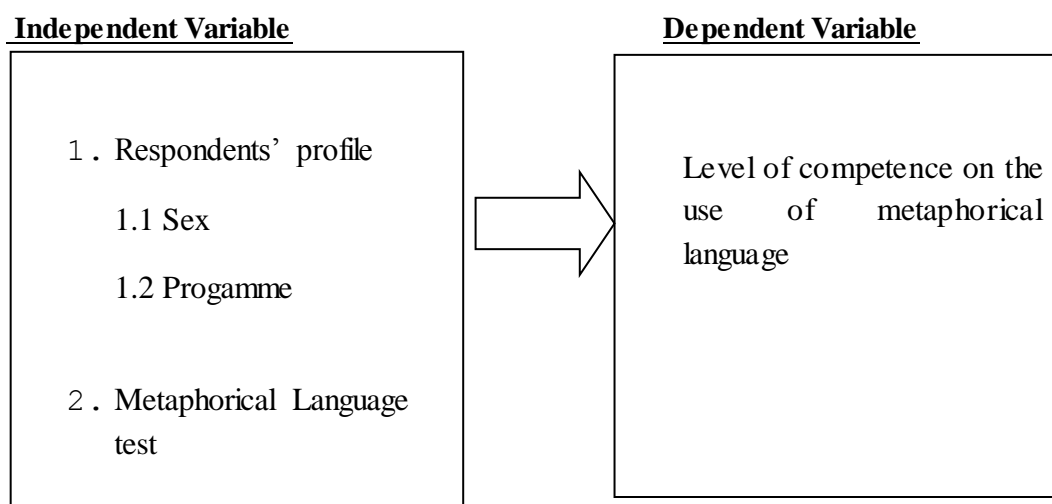 Independent Variable
Dependent Variable
1. Respondents’ profile
1.1 Sex
1.2 Progamme
2. Metaphorical Language
test
Level of competence on the
use of metaphorical
language